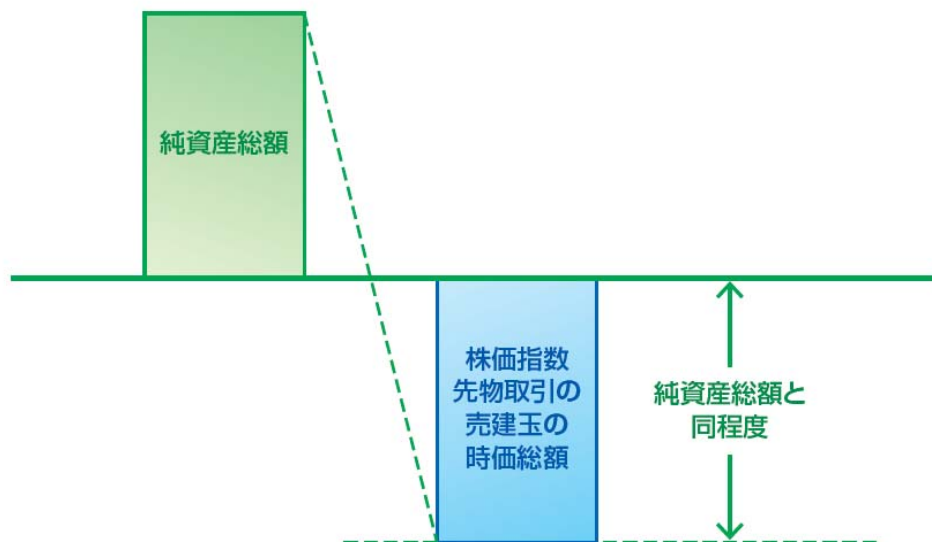 純資産総額
株価指数
先物取引の
売建玉の
時価総額
純資産総額と
同程度